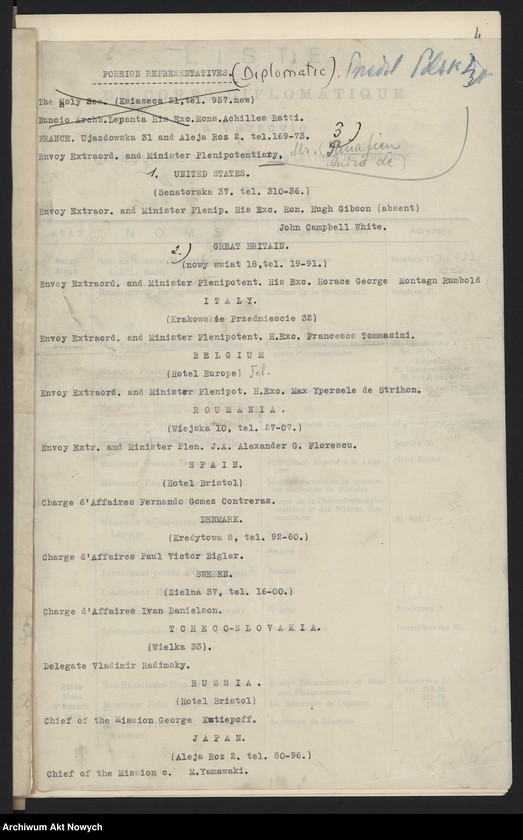 4
FOREIGN REPRESENTATIVES. (Diplomatic).
The Holy See. (Ksiazeca 21,tel. 957.new)
Nuncio Archb.Lepanta His Exc.Mons.Achilles Ratti.
FRANCE. Ujazdowska 31 and Aleja Roz 2. tel.169-73. 3)
Envoy Extraord. and Minister Plenipotentiary, Mr. (Panafieu
André de)
1. UNITED STATES.
(Senatorska 37. tel. 310-36.)
Envoy Extraor. and Minister Plenip. His Exc. Hon. Hugh Gibson (absent)
John Campbell White.
2.) GREAT BRITAIN.
(nowy swiat 18,tel. 19-91.)
Envoy Extraord. and Minister Plenipotent. His Exc. Horace George Montagn Rumbold
I T A L Y.
(Krakowskie Przedmiescie 32)
Envoy Extraord. and Minister Plenipotent. H.Exc. Francesco Tommasini.
B E L G I U M
(Hotel Europe) Tel.
Envoy Extraord. and Minister Plenipot. H.Exc. Max Ypersele de Strihon.
R O U M A N I A .
(Wiejska 10, tel. 27-07.)
Envoy Extr. and Minister Plen. J.A. Alexander G. Florescu.
S P A I N.
(Hotel Bristol)
Charge d'Affaires Fernando Gomez Contreras.
DENMARK.
(Kredytowa 8, tel. 92-60.)
Charge d'Affaires Paul Victor Bigler.
SWEDEN.
(Zielna 37, tel. 16-00.)
Charge d'Affaires Ivan Danielson.
T C H E C O-S L O V A K I A.
(Wielka 33).
Delegate Vladimir Radimsky.
R U S S I A .
(Hotel Bristol)
Chief of the Mission George
J A P A N.
(Aleja Roz 2. tel. 80-96.)
Chief of the Mission c. M.Yamawaki.
Archiwum Akt Nowych